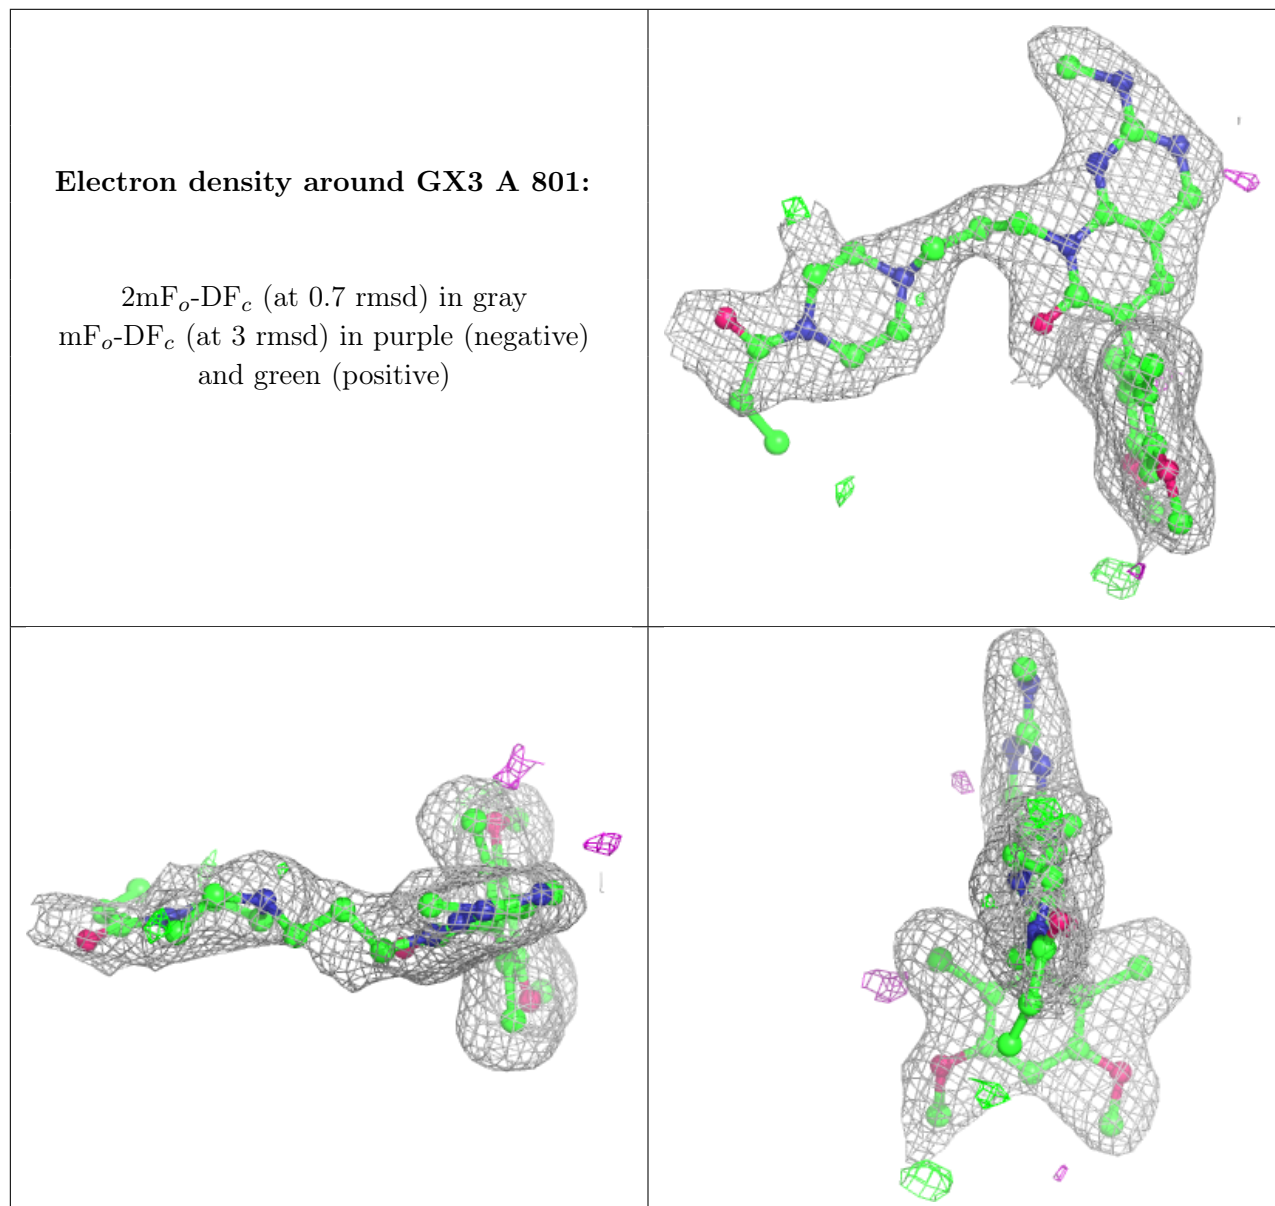 Electron density around GX3 A 801:
2mFo-DFc (at 0.7 rmsd) in gray
mFo-DFc (at 3 rmsd) in purple (negative)
and green (positive)